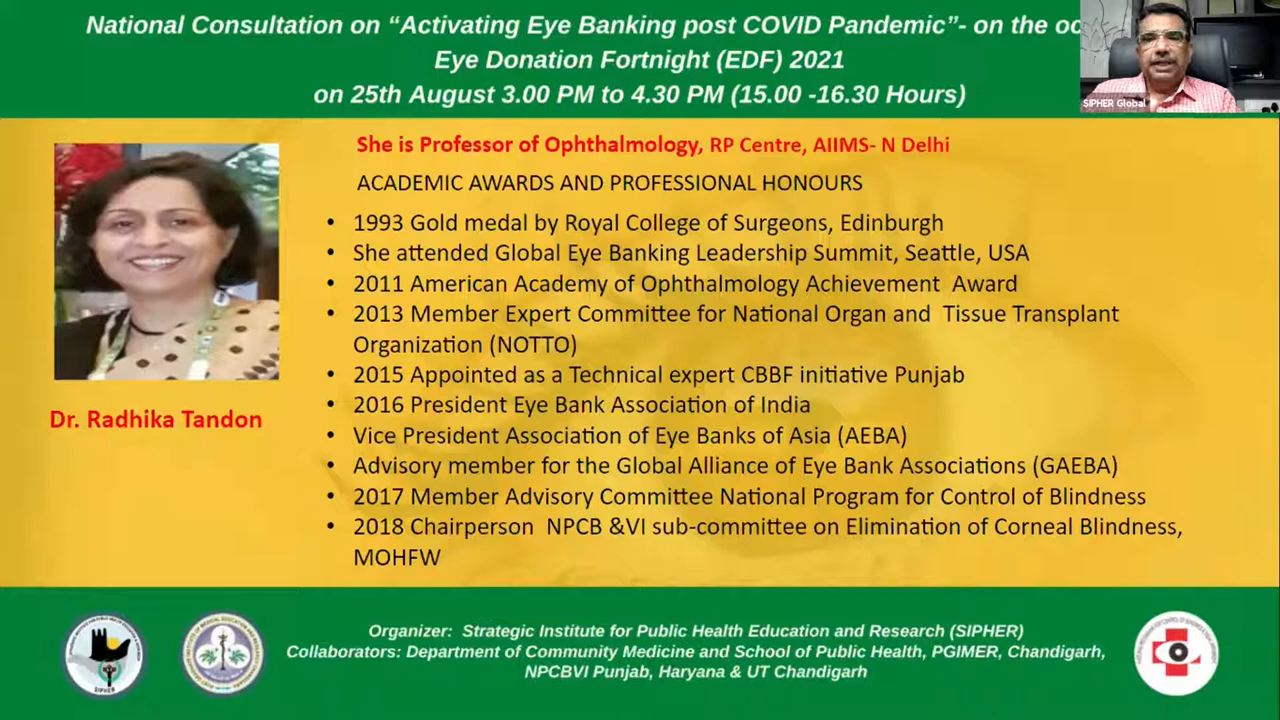 National Consultation on “Activating Eye Banking post COVID Pandemic”- on the oc
Eye Donation Fortnight (EDF) 2021
on 25th August 3.00 PM to 4.30 PM (15.00 -16.30 Hours)
SIPHER Global
She is Professor of Ophthalmology, RP Centre, AIIMS- N Delhi
ACADEMIC AWARDS AND PROFESSIONAL HONOURS
• 1993 Gold medal by Royal College of Surgeons, Edinburgh
• She attended Global Eye Banking Leadership Summit, Seattle, USA
• 2011 American Academy of Ophthalmology Achievement Award
• 2013 Member Expert Committee for National Organ and Tissue Transplant
Organization (NOTTO)
• 2015 Appointed as a Technical expert CBBF initiative Punjab
• 2016 President Eye Bank Association of India
• Vice President Association of Eye Banks of Asia (AEBA)
• Advisory member for the Global Alliance of Eye Bank Associations (GAEBA)
• 2017 Member Advisory Committee National Program for Control of Blindness
• 2018 Chairperson NPCB &VI sub-committee on Elimination of Corneal Blindness,
MOHFW
Dr. Radhika Tandon
Organizer: Strategic Institute for Public Health Education and Research (SIPHER)
Collaborators: Department of Community Medicine and School of Public Health, PGIMER, Chandigarh,
NPCBVI Punjab, Haryana & UT Chandigarh
SIPHER